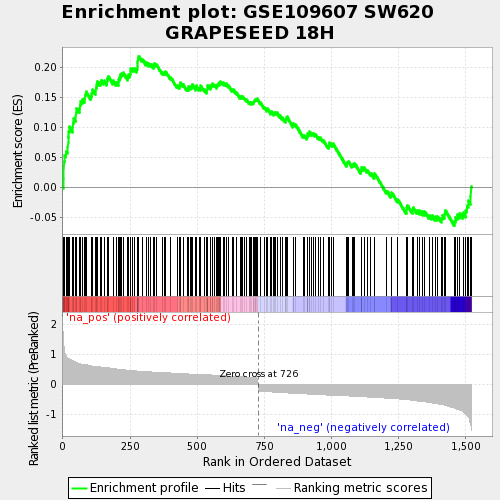 Enrichment plot: GSE109607 SW620
GRAPESEED 18H
Enrichment score (ES)
0.20
0.15
0.10
0.05
0.00
-0.05
'na_pos' (positively correlated)
Ranked list metric (PreRanked)
2
1
0
-1
Zero cross at 726
'na_neg' (negatively correlated)
0
250
500
750
1,000
1,250
1,500
Rank in Ordered Dataset
Enrichment profile
Hits
Ranking metric scores